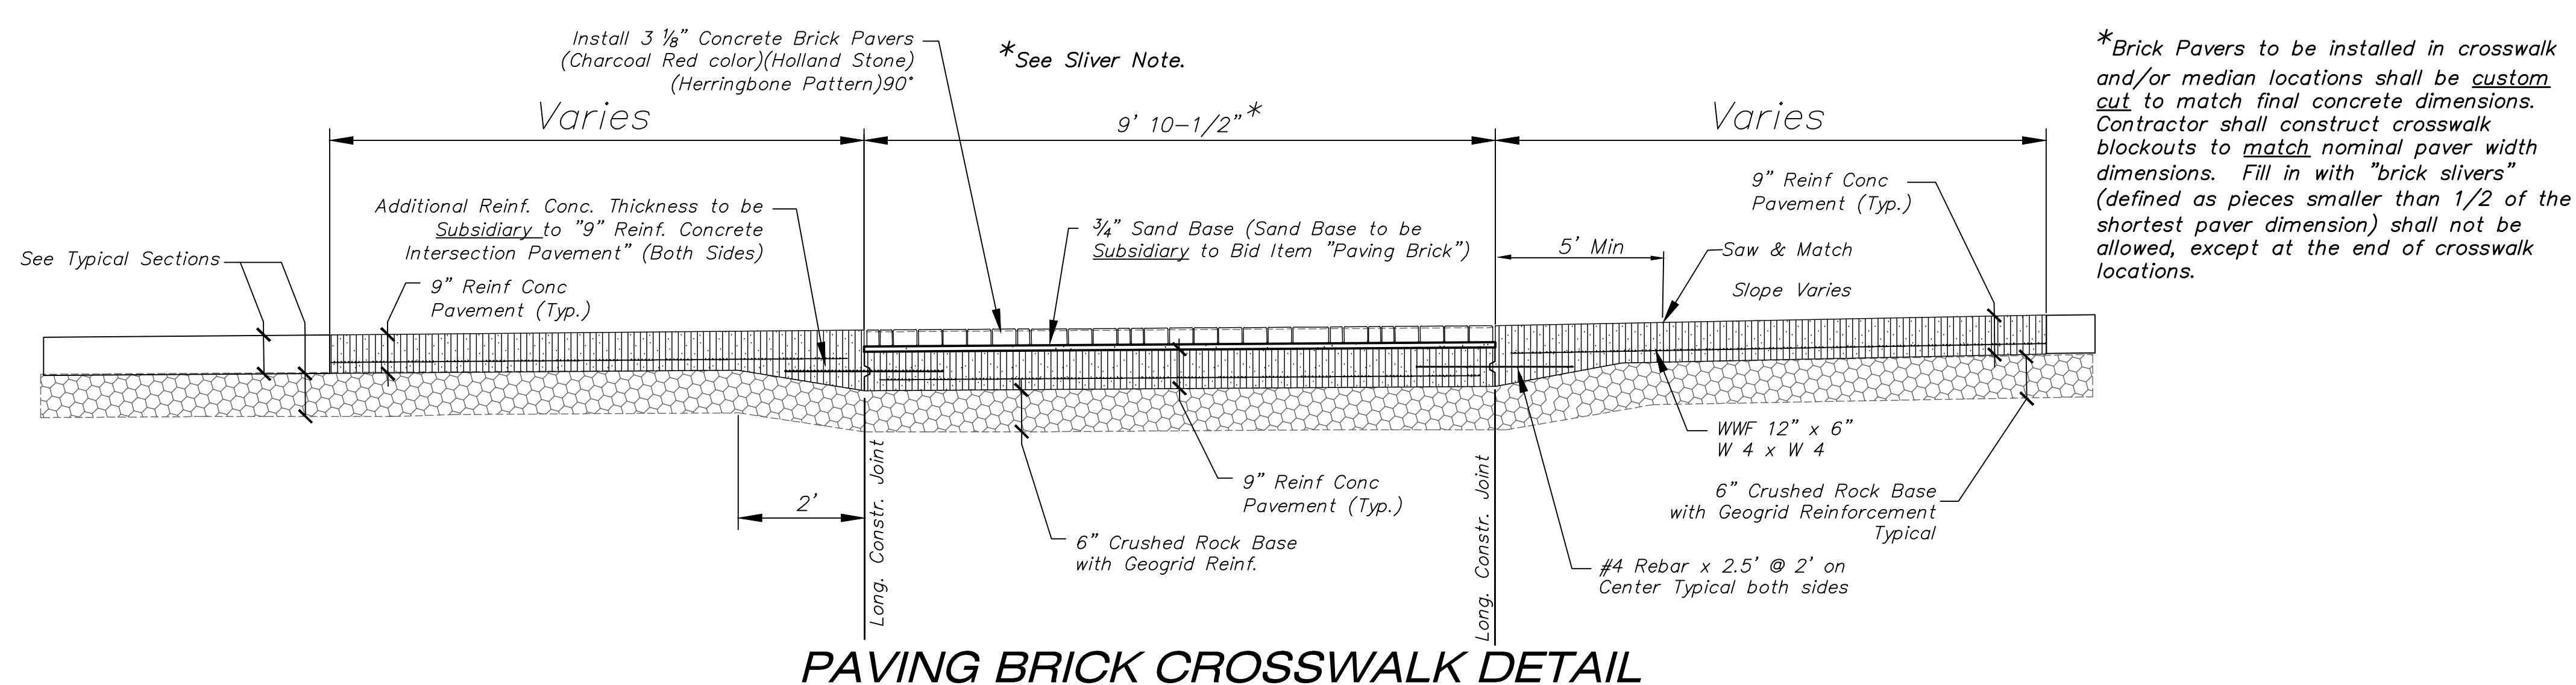 Install 3 ⅛" Concrete Brick Pavers
(Charcoal Red color)(Holland Stone)
(Herringbone Pattern)90°
*See Sliver Note.
*Brick Pavers to be installed in crosswalk
and/or median locations shall be custom
cut to match final concrete dimensions.
Contractor shall construct crosswalk
blockouts to match nominal paver width
dimensions.  Fill in with "brick slivers"
(defined as pieces smaller than 1/2 of the
shortest paver dimension) shall not be
allowed, except at the end of crosswalk
locations.
Varies
9' 10-1/2"*
Varies
Additional Reinf. Conc. Thickness to be
Subsidiary to "9" Reinf. Concrete
Intersection Pavement" (Both Sides)
¾" Sand Base (Sand Base to be
Subsidiary to Bid Item "Paving Brick")
9" Reinf Conc
Pavement (Typ.)
5' Min
Saw & Match
Slope Varies
See Typical Sections
9" Reinf Conc
Pavement (Typ.)
2'
Long. Constr. Joint
6" Crushed Rock Base
with Geogrid Reinf.
9" Reinf Conc
Pavement (Typ.)
Long. Constr. Joint
WWF 12" x 6"
W 4 x W 4
6" Crushed Rock Base
with Geogrid Reinforcement
Typical
#4 Rebar x 2.5' @ 2' on
Center Typical both sides
PAVING BRICK CROSSWALK DETAIL